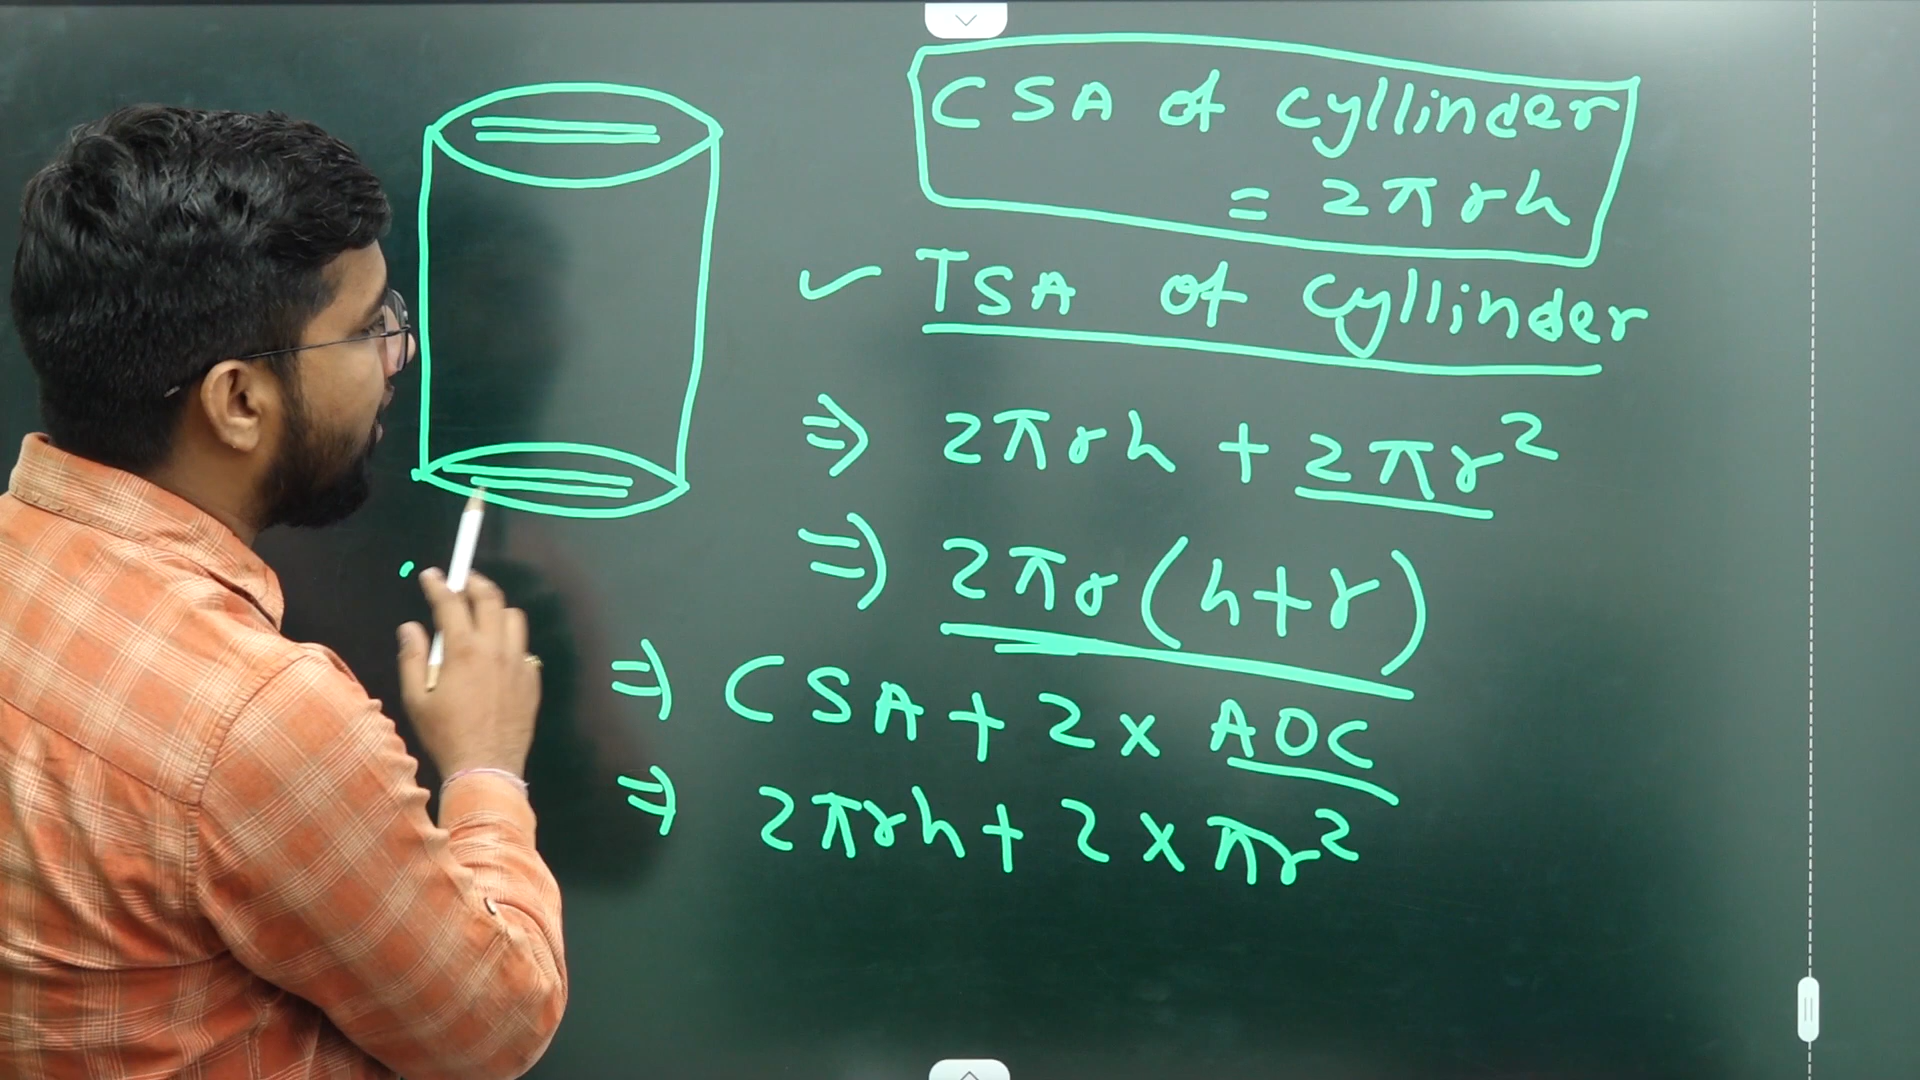 CSA of cyllinder
= 2πrh
TSA of cyllinder
⇒ 2πrh + 2πr²
⇒ 2πr(h+r)
⇒ CSA + 2 × AOC
⇒ 2πrh + 2 × πr²